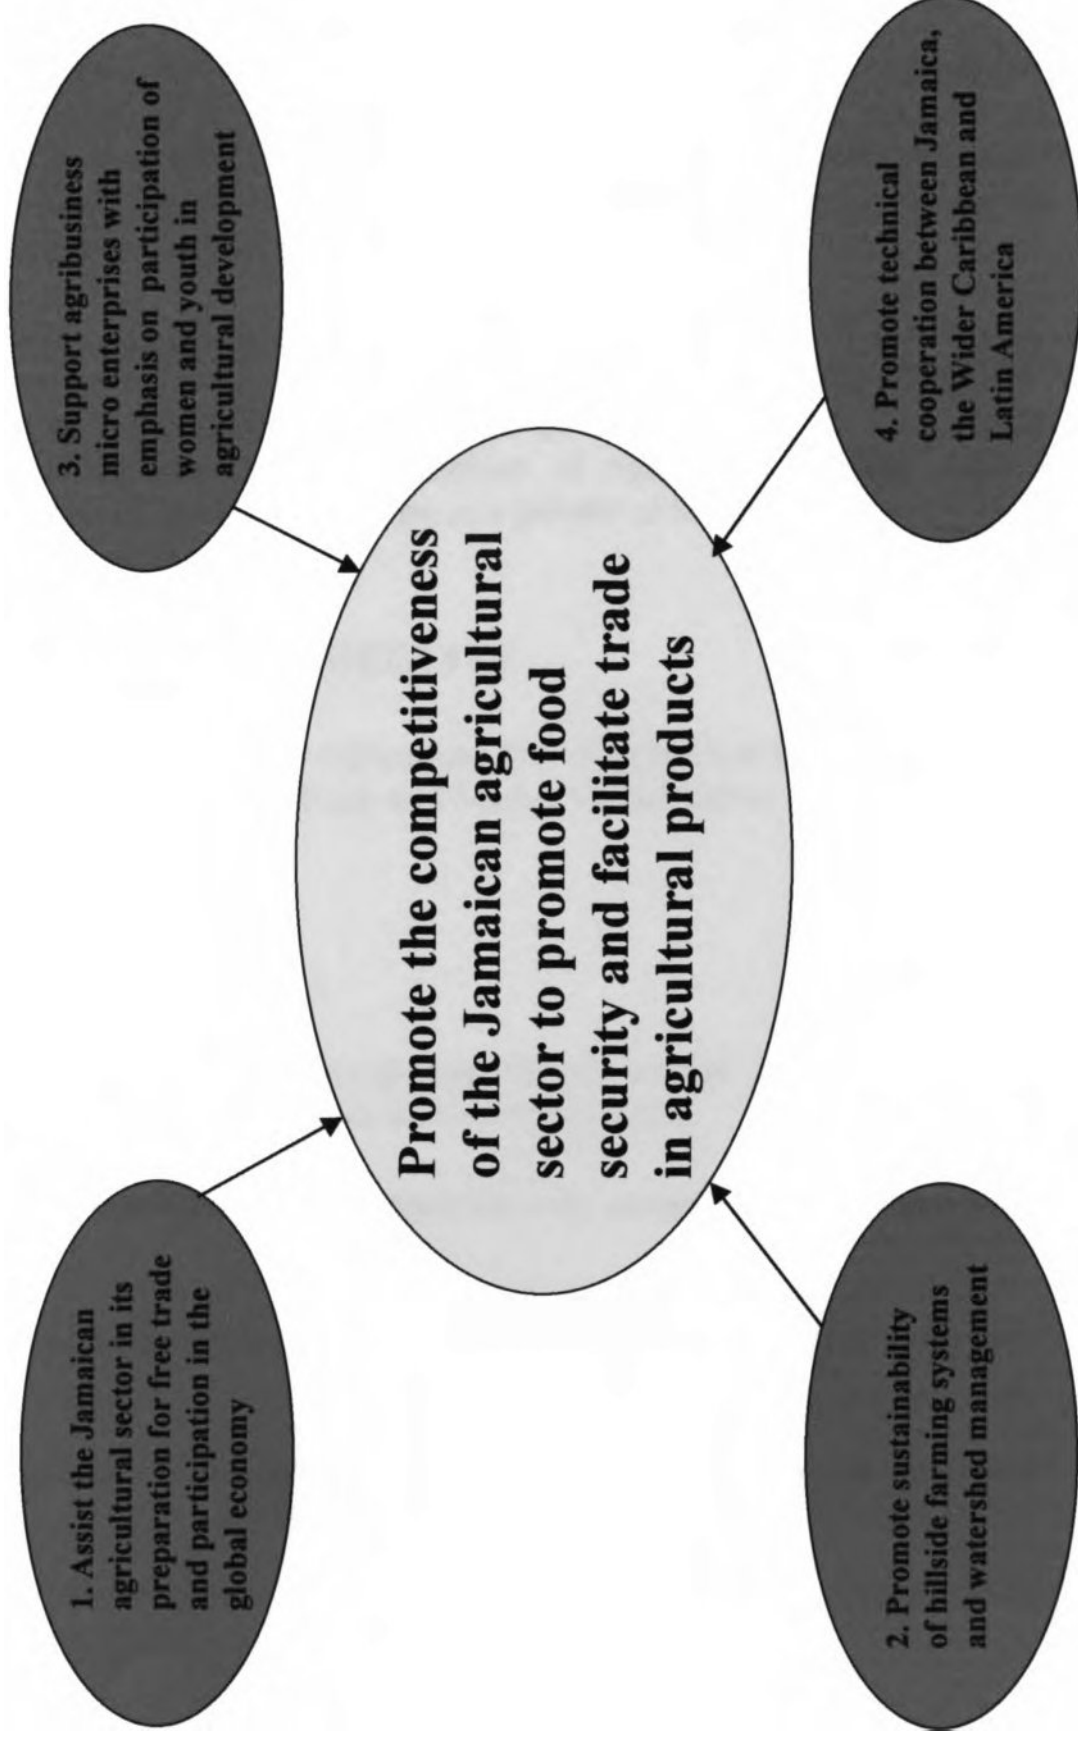 1. Assist the Jamaican
agricultural sector in its
preparation for free trade
and participation in the
global economy
3. Support agribusiness
micro enterprises with
emphasis on participation of
women and youth in
agricultural development
Promote the competitiveness
of the Jamaican agricultural
sector to promote food
security and facilitate trade
in agricultural products
2. Promote sustainability
of hillside farming systems
and watershed management
4. Promote technical
cooperation between Jamaica,
the Wider Caribbean and
Latin America